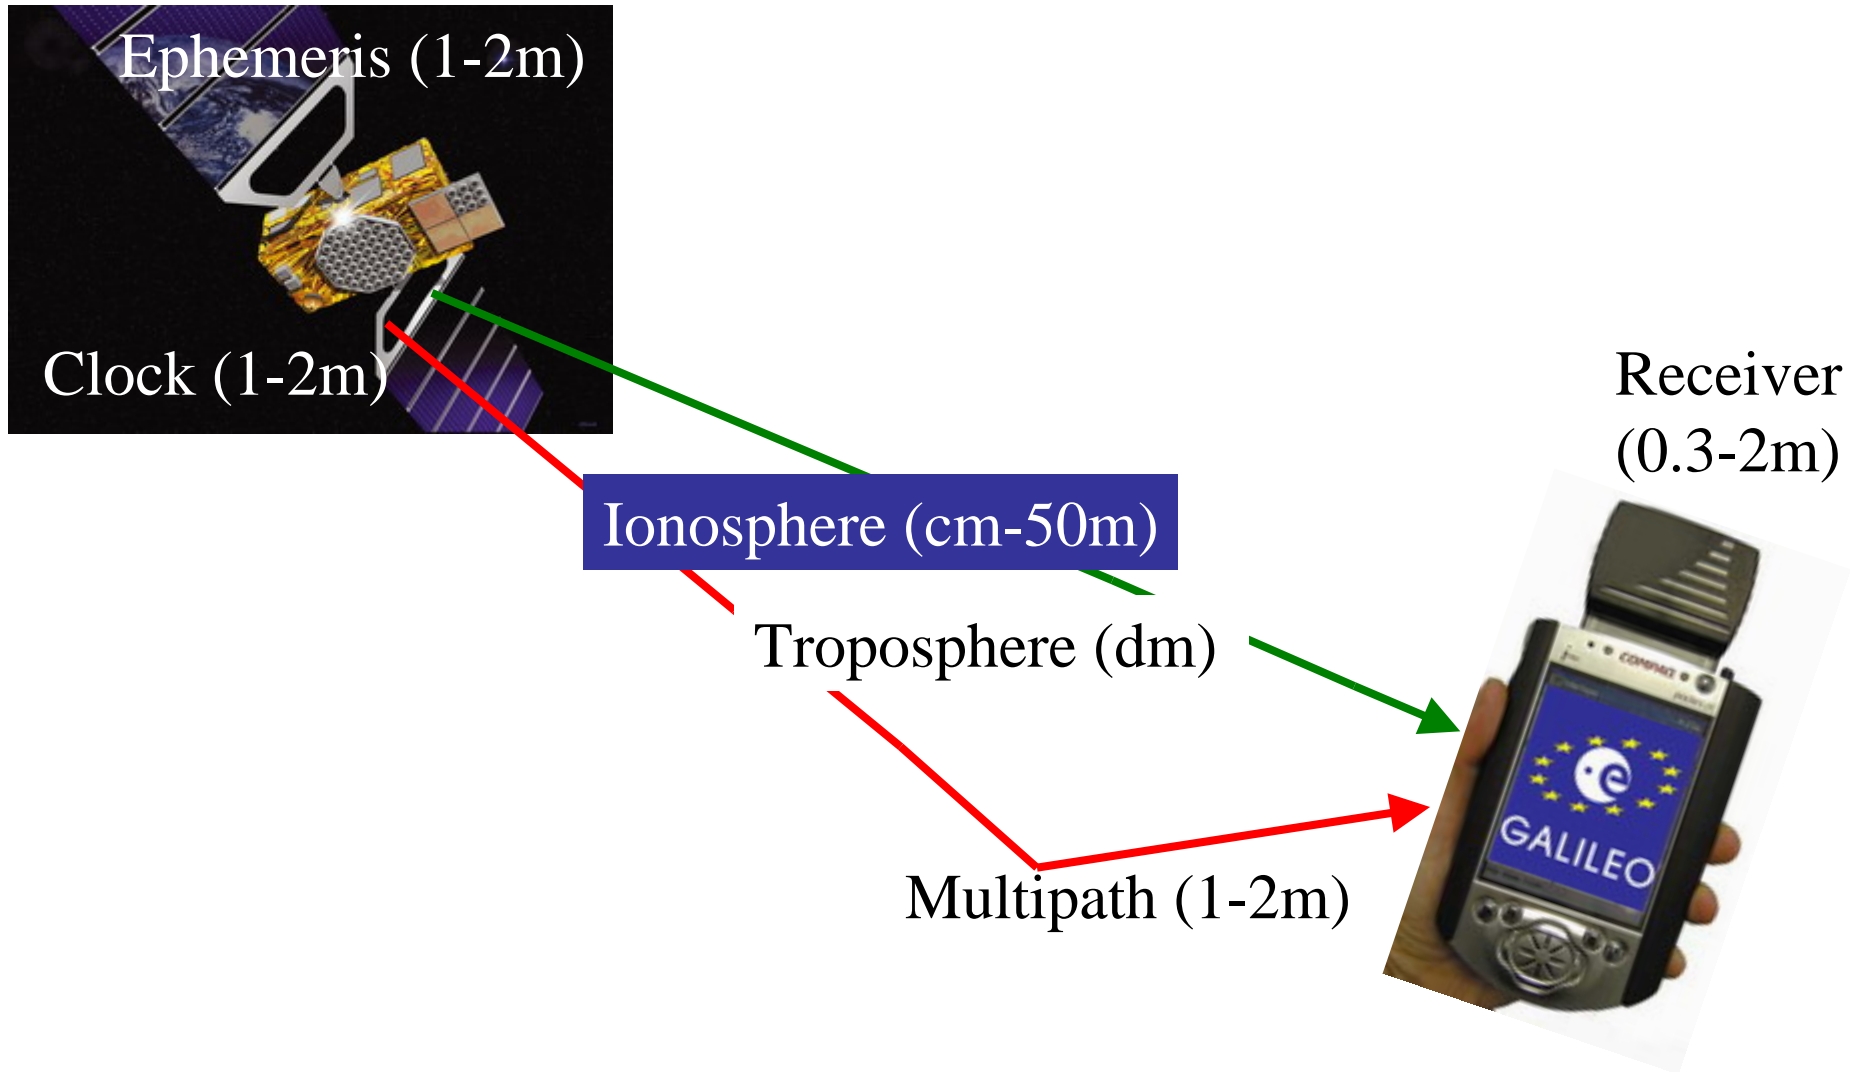 Ephemeris (1-2m)
Clock (1-2m)
Receiver
(0.3-2m)
Ionosphere (cm-50m)
Troposphere (dm)
COMPAQ
GALILEO
Multipath (1-2m)